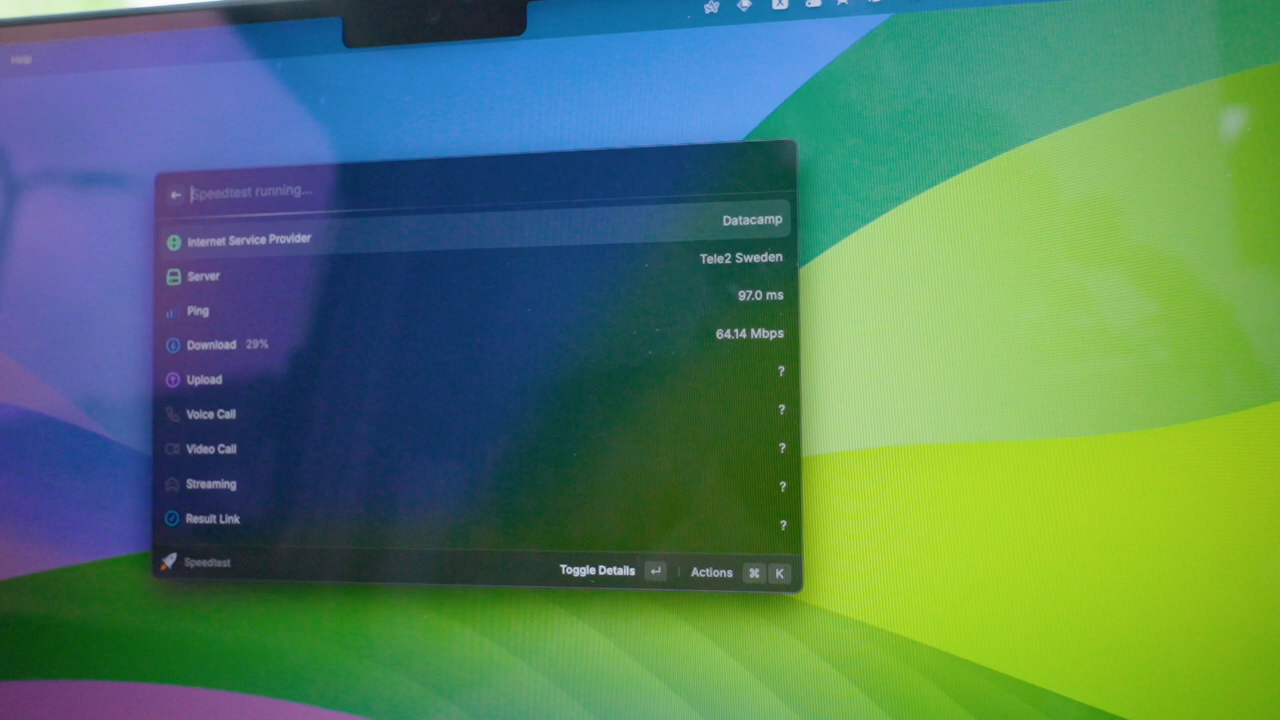 Help
Speedtest running...
Internet Service Provider Datacamp
Server Tele2 Sweden
Ping 97.0 ms
Download 29% 64.14 Mbps
Upload ?
Voice Call ?
Video Call ?
Streaming ?
Result Link ?
Speedtest Toggle Details ↵ Actions ⌘ K